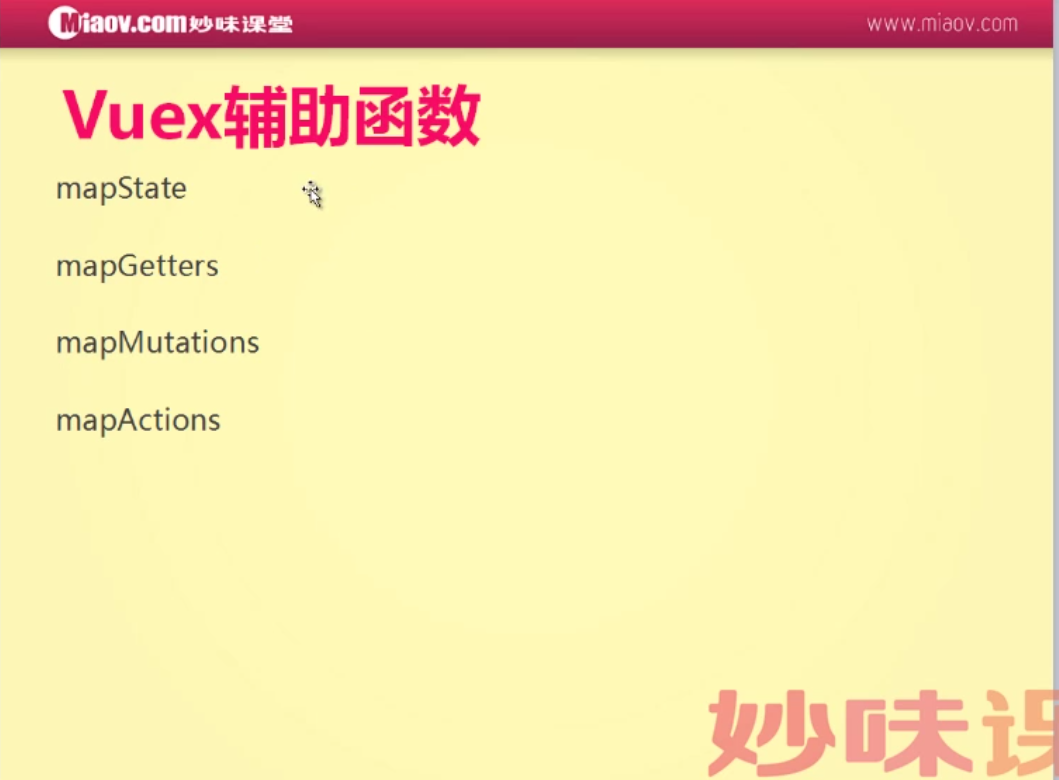 Miaov.com妙味课堂
www.miaov.com
Vuex辅助函数
mapState
mapGetters
mapMutations
mapActions
妙味课